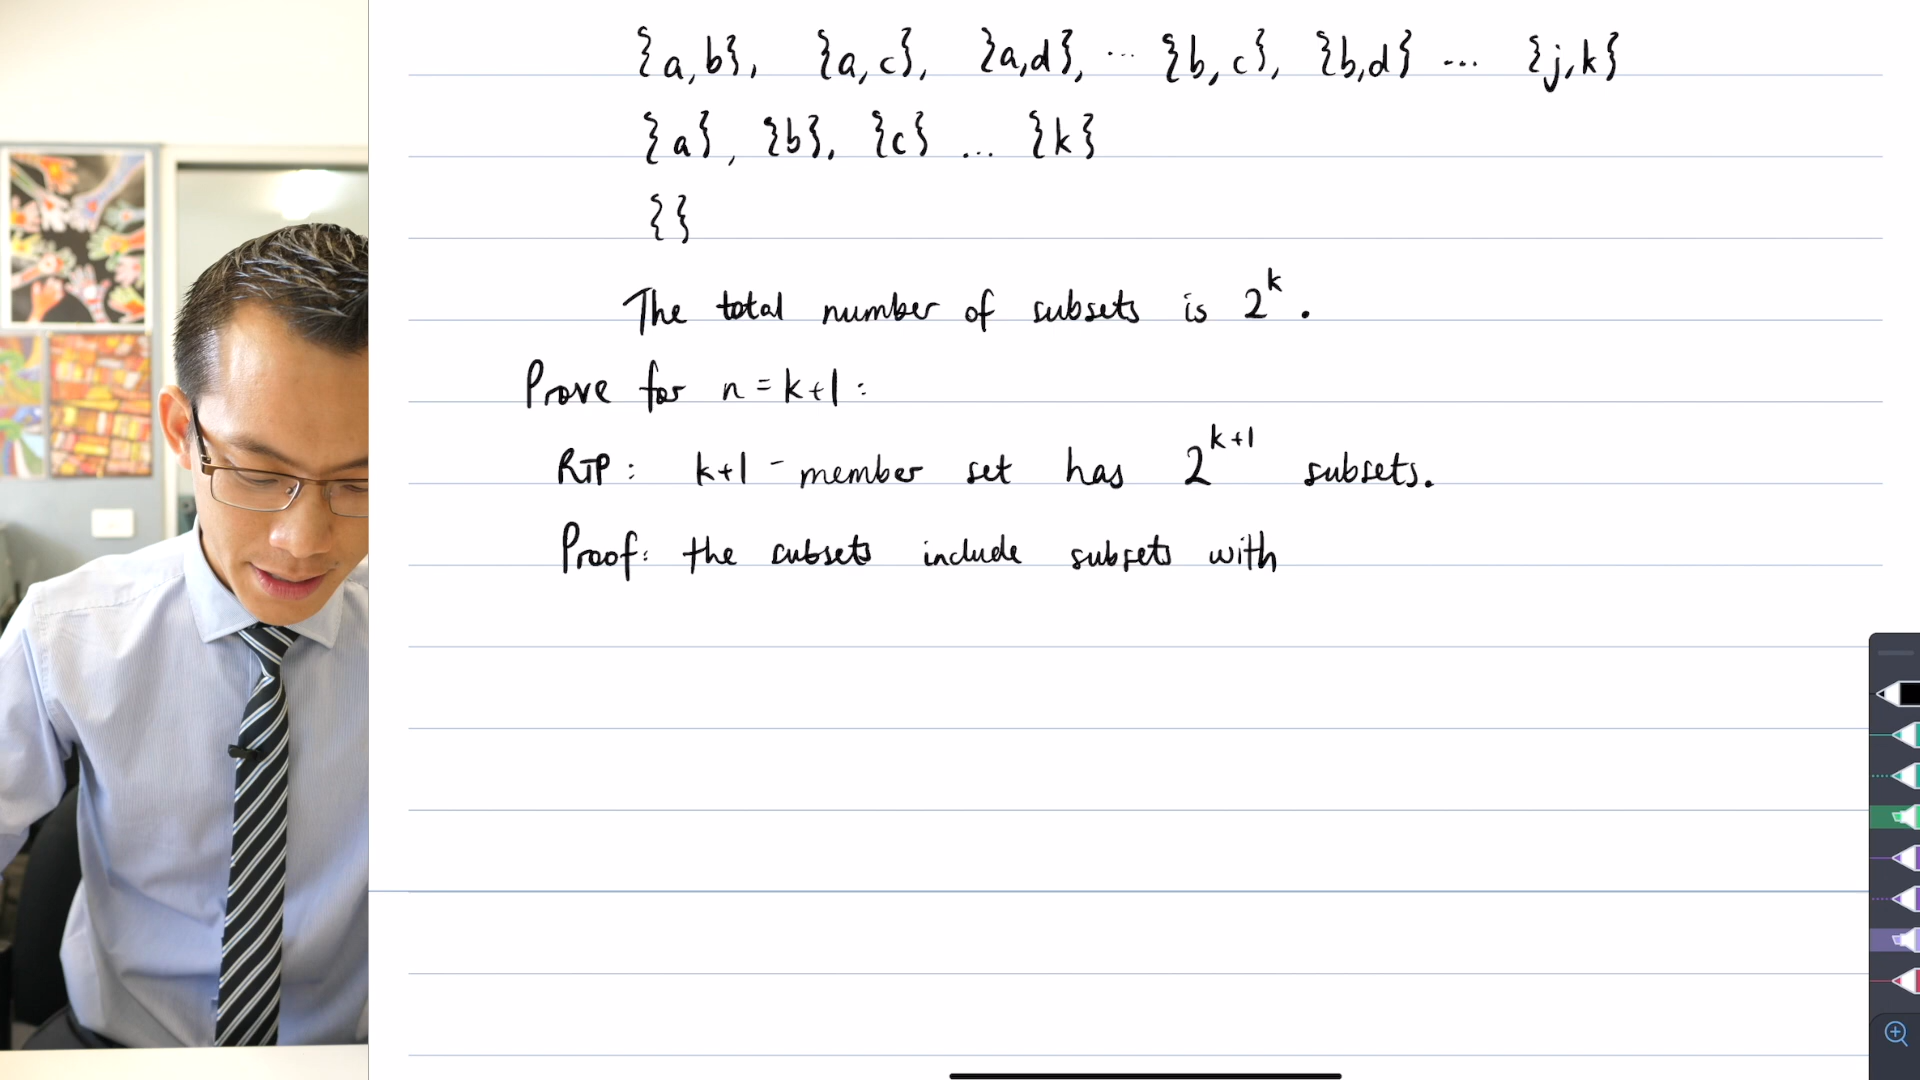 {a,b}, {a,c}, {a,d}, ... {b,c}, {b,d} ... {j,k}
{a}, {b}, {c} ... {k}
{}
The total number of subsets is 2^k.
Prove for n = k+1:
RTP: k+1 - member set has 2^(k+1) subsets.
Proof: the subsets include subsets with